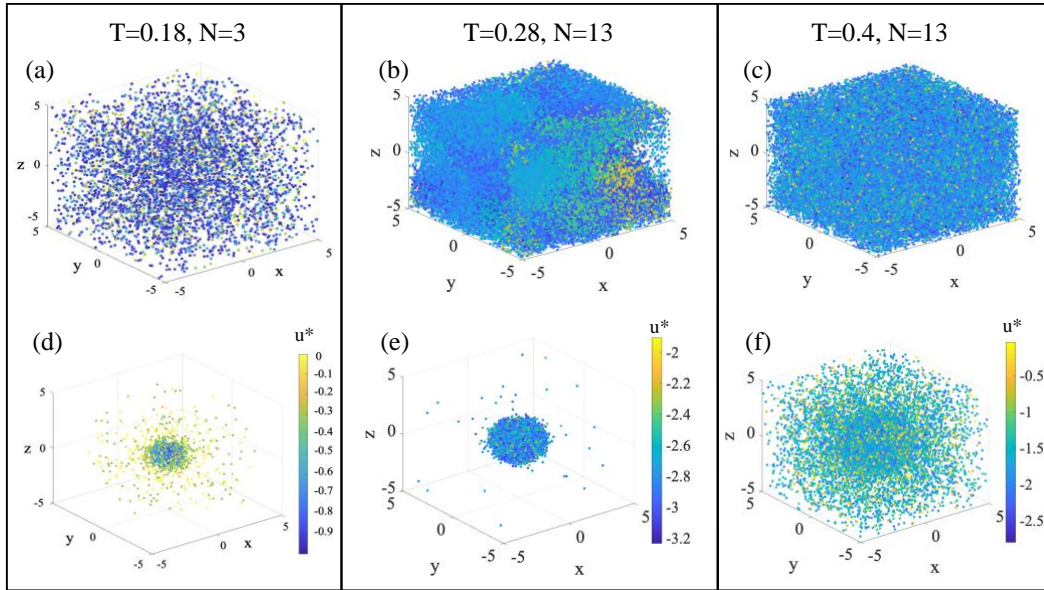 T=0.18, N=3
T=0.28, N=13
T=0.4, N=13
(a)
5
z
0
-5
5
y
0
-5
-5
0
x
5
(b)
5
z
0
-5
5
y
0
-5
-5
0
x
5
(c)
5
z
0
-5
5
y
0
-5
-5
0
x
5
(d)
u*
5
z
0
-5
5
y
0
-5
-5
0
x
5
0
-0.1
-0.2
-0.3
-0.4
-0.5
-0.6
-0.7
-0.8
-0.9
(e)
u*
5
z
0
-5
5
y
0
-5
-5
0
x
5
-2
-2.2
-2.4
-2.6
-2.8
-3
-3.2
(f)
u*
5
z
0
-5
5
y
0
-5
-5
0
x
5
-0.5
-1
-1.5
-2
-2.5